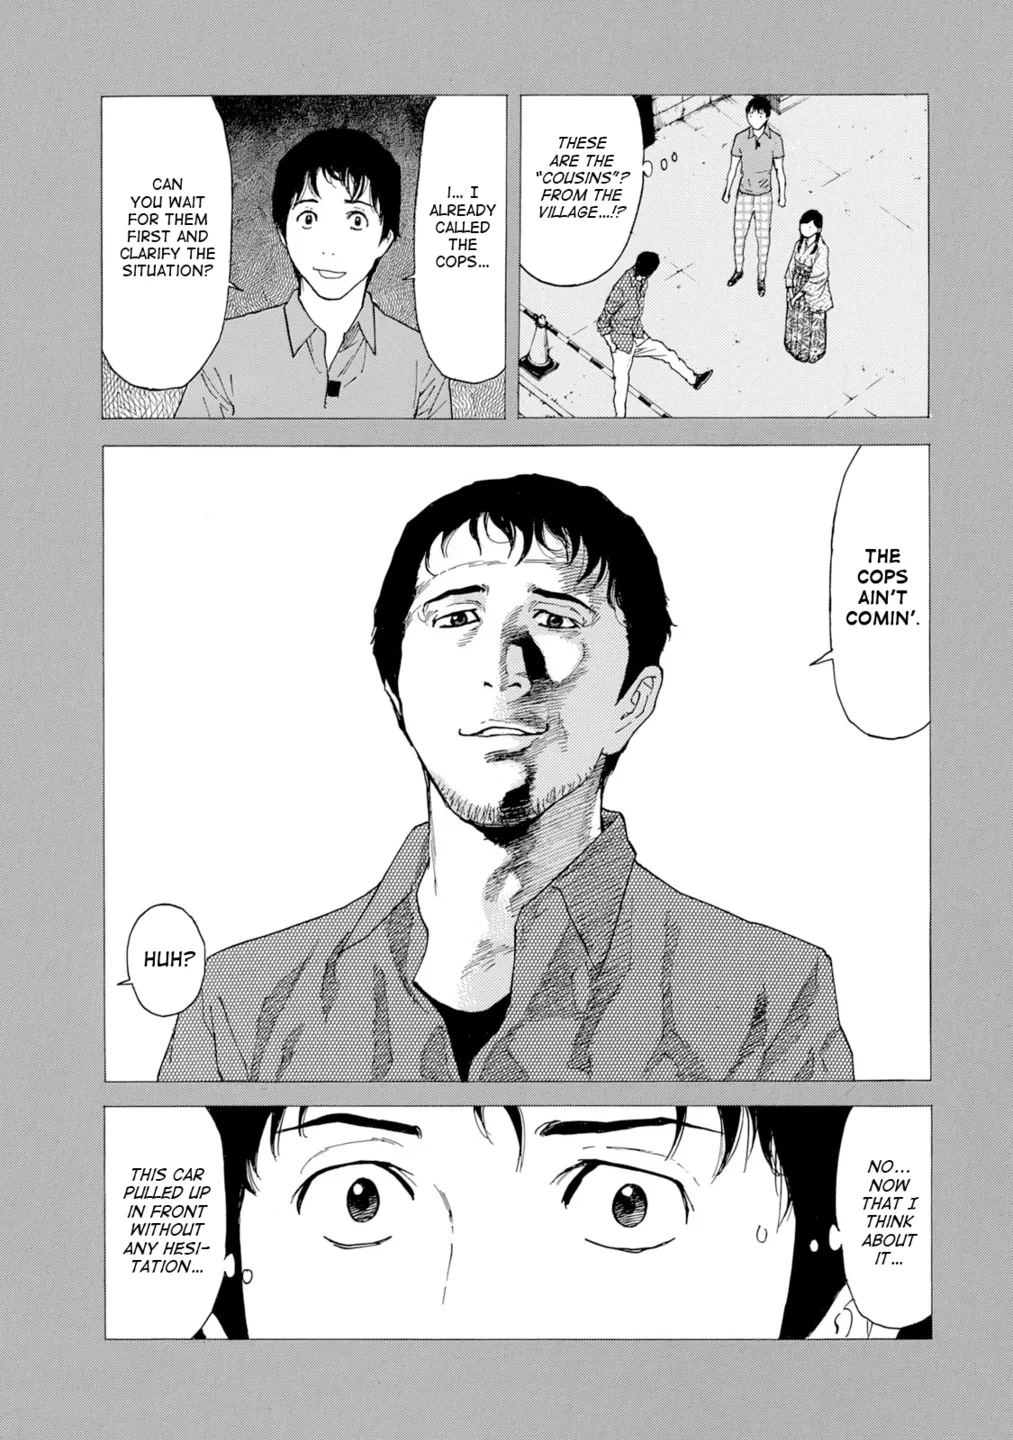 THESE
ARE THE
"COUSINS"?
FROM THE
VILLAGE...!?
I... I
ALREADY
CALLED
THE
COPS...
CAN
YOU WAIT
FOR THEM
FIRST AND
CLARIFY THE
SITUATION?
THE
COPS
AIN'T
COMIN'.
HUH?
NO...
NOW
THAT I
THINK
ABOUT
IT...
THIS CAR
PULLED UP
IN FRONT
WITHOUT
ANY HESI-
TATION...